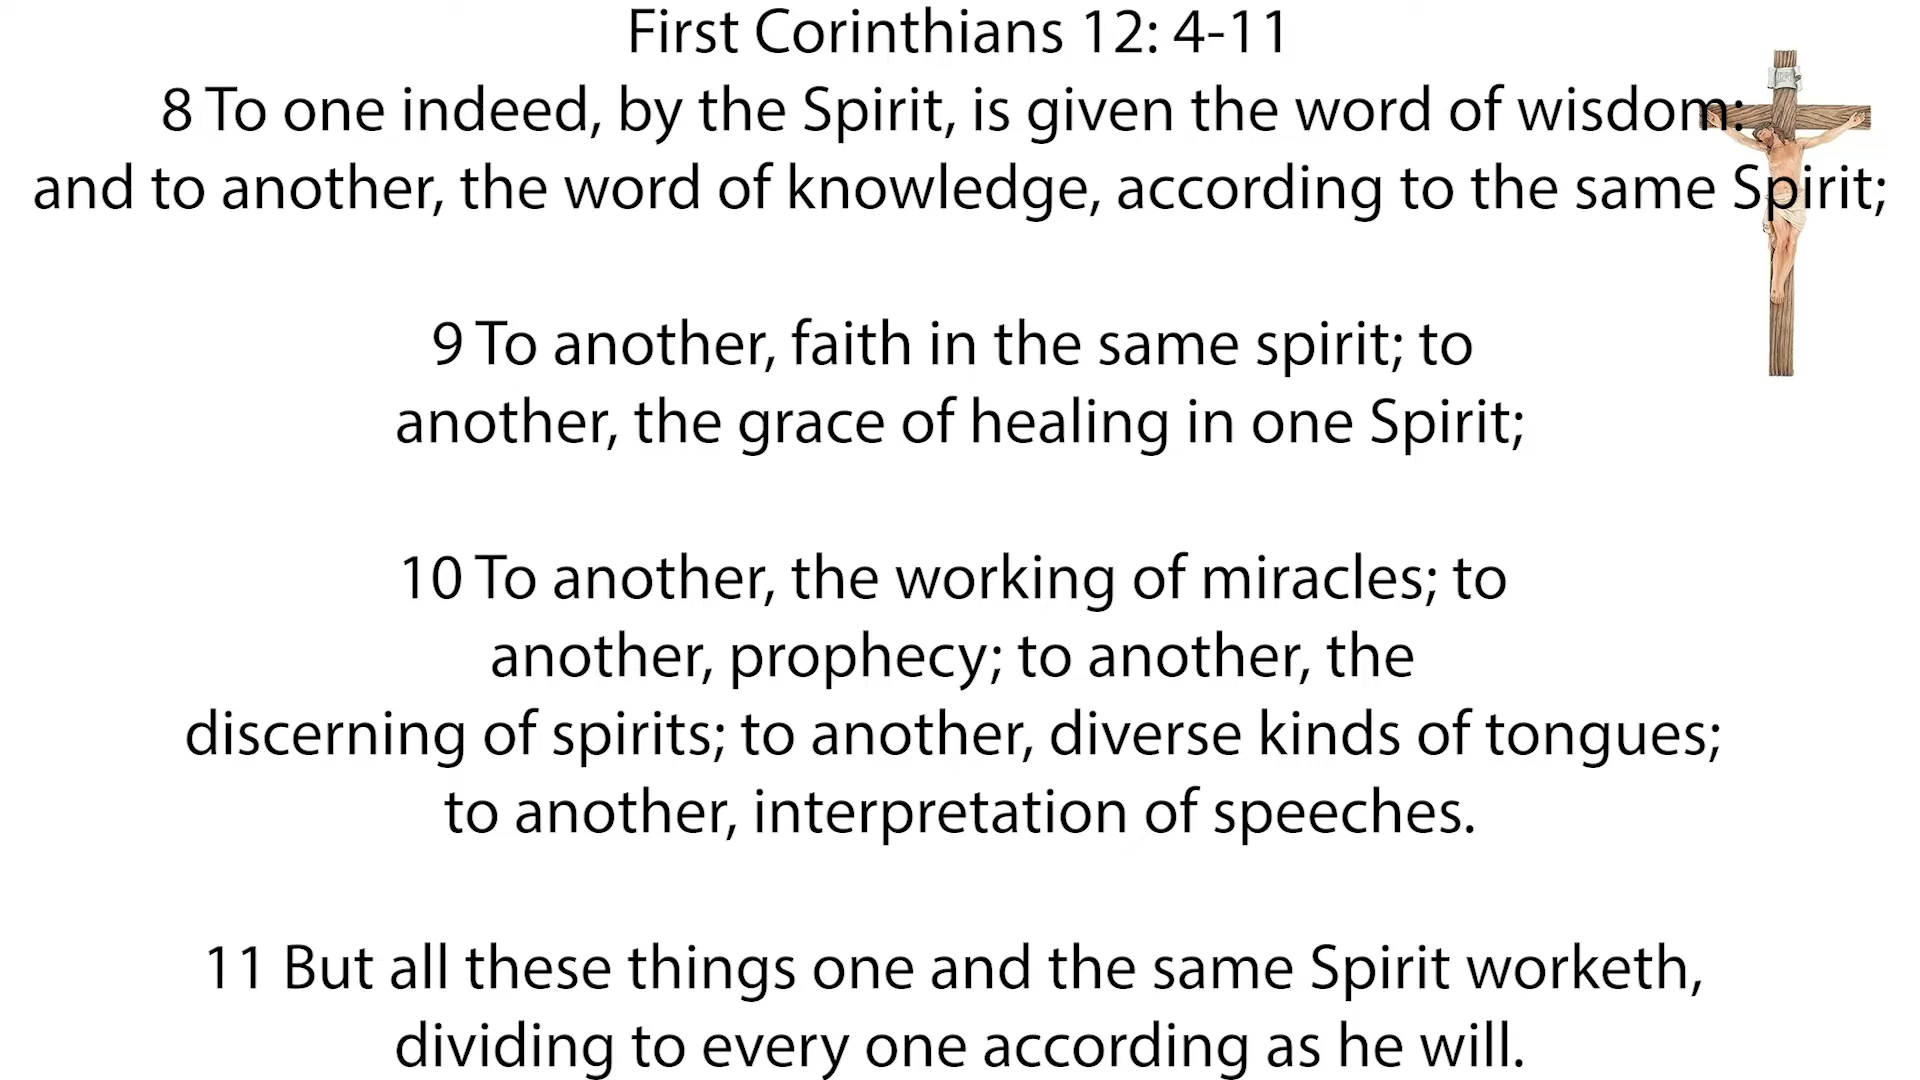 First Corinthians 12: 4-11
8 To one indeed, by the Spirit, is given the word of wisdom:
and to another, the word of knowledge, according to the same Spirit;
9 To another, faith in the same spirit; to
another, the grace of healing in one Spirit;
10 To another, the working of miracles; to
another, prophecy; to another, the
discerning of spirits; to another, diverse kinds of tongues;
to another, interpretation of speeches.
11 But all these things one and the same Spirit worketh,
dividing to every one according as he will.